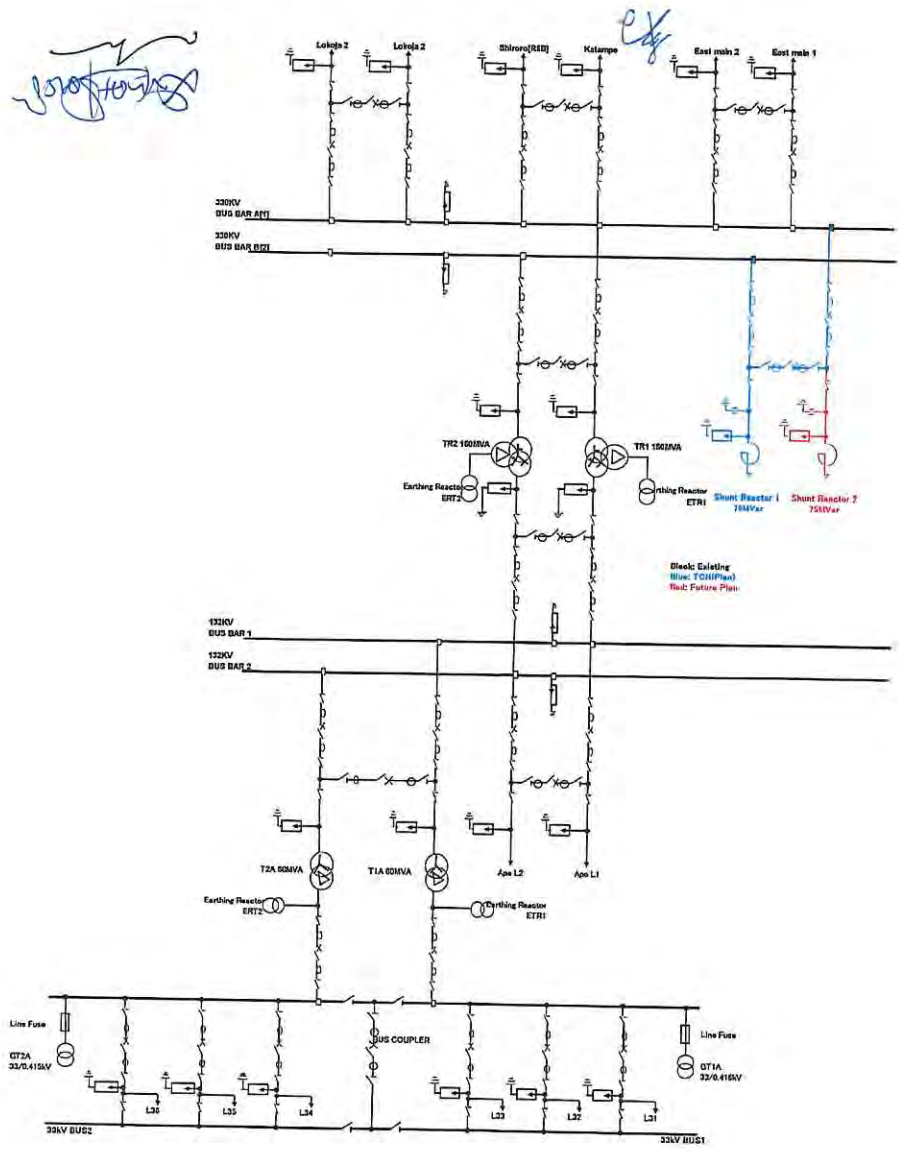 Lokoja 2
Lokoja 2
Shiroro[R5B]
Katampe
East main 2
East main 1
330KV
BUS BAR A[1]
330KV
BUS BAR B[2]
TR2 150MVA
TR1 150MVA
Earthing Reactor
ERT2
rthing Reactor
ETR1
Shunt Reactor 1
75MVar
Shunt Reactor 2
75MVar
Black: Existing
Blue: TCN(Plan)
Red: Future Plan
132KV
BUS BAR 1
132KV
BUS BAR 2
T2A 60MVA
T1A 60MVA
Apo L2
Apo L1
Earthing Reactor
ERT2
Earthing Reactor
ETR1
Line Fuse
BUS COUPLER
Line Fuse
GT2A
33/0.415kV
GT1A
33/0.415kV
L36
L35
L34
L33
L32
L31
33kV BUS2
33kV BUS1